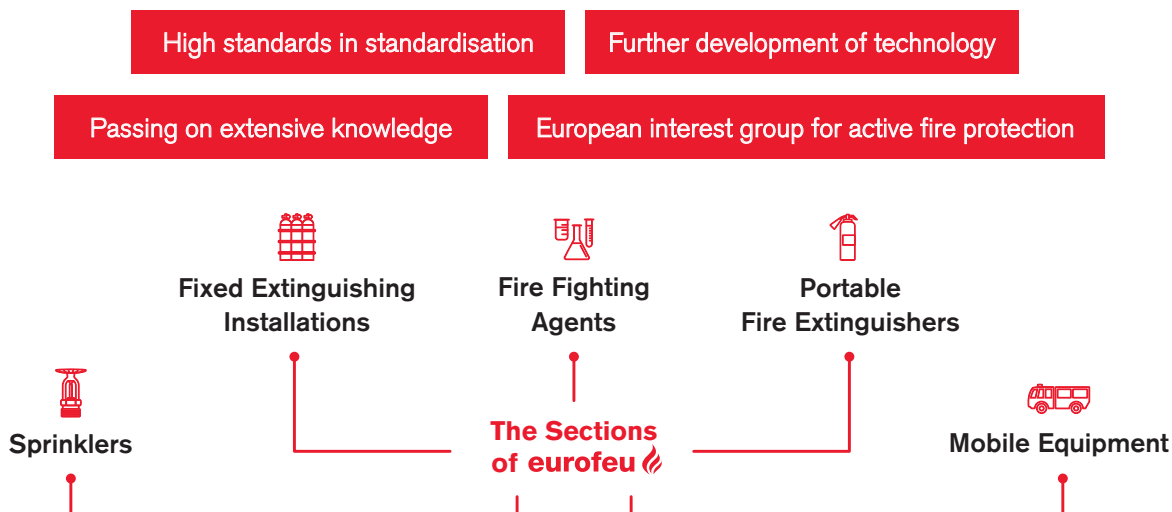 High standards in standardisation
Further development of technology
Passing on extensive knowledge
European interest group for active fire protection
Fixed Extinguishing
Installations
Fire Fighting
Agents
Portable
Fire Extinguishers
Sprinklers
The Sections
of eurofeu
Mobile Equipment